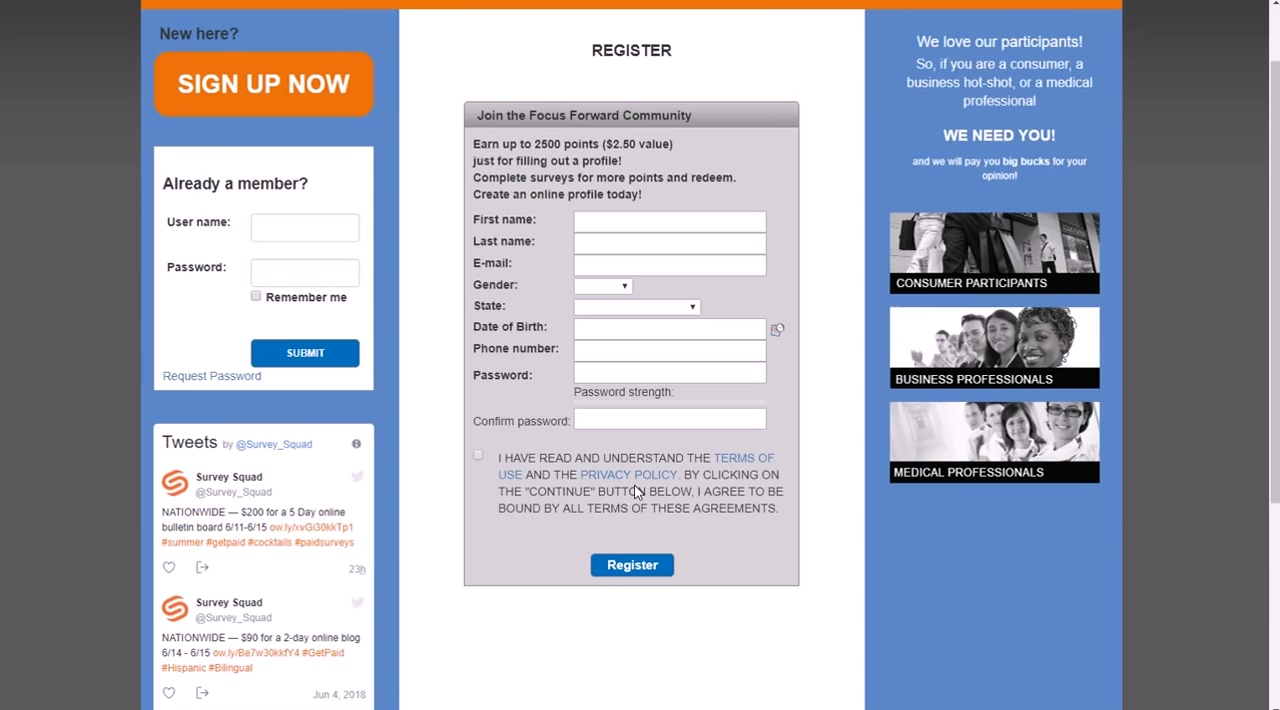 New here?
SIGN UP NOW
Already a member?
User name:
Password:
Remember me
SUBMIT
Request Password
Tweets by @Survey_Squad
Survey Squad
@Survey_Squad
NATIONWIDE — $200 for a 5 Day online
bulletin board 6/11-6/15 ow.ly/xvGi30kkTp1
#summer #getpaid #cocktails #paidsurveys
23h
Survey Squad
@Survey_Squad
NATIONWIDE — $90 for a 2-day online blog
6/14 - 6/15 ow.ly/Be7w30kkfY4 #GetPaid
#Hispanic #Bilingual
Jun 4, 2018
REGISTER
Join the Focus Forward Community
Earn up to 2500 points ($2.50 value)
just for filling out a profile!
Complete surveys for more points and redeem.
Create an online profile today!
First name:
Last name:
E-mail:
Gender:
State:
Date of Birth:
Phone number:
Password:
Password strength:
Confirm password:
I HAVE READ AND UNDERSTAND THE TERMS OF
USE AND THE PRIVACY POLICY. BY CLICKING ON
THE "CONTINUE" BUTTON BELOW, I AGREE TO BE
BOUND BY ALL TERMS OF THESE AGREEMENTS.
Register
We love our participants!
So, if you are a consumer, a
business hot-shot, or a medical
professional
WE NEED YOU!
and we will pay you big bucks for your
opinion!
CONSUMER PARTICIPANTS
BUSINESS PROFESSIONALS
MEDICAL PROFESSIONALS